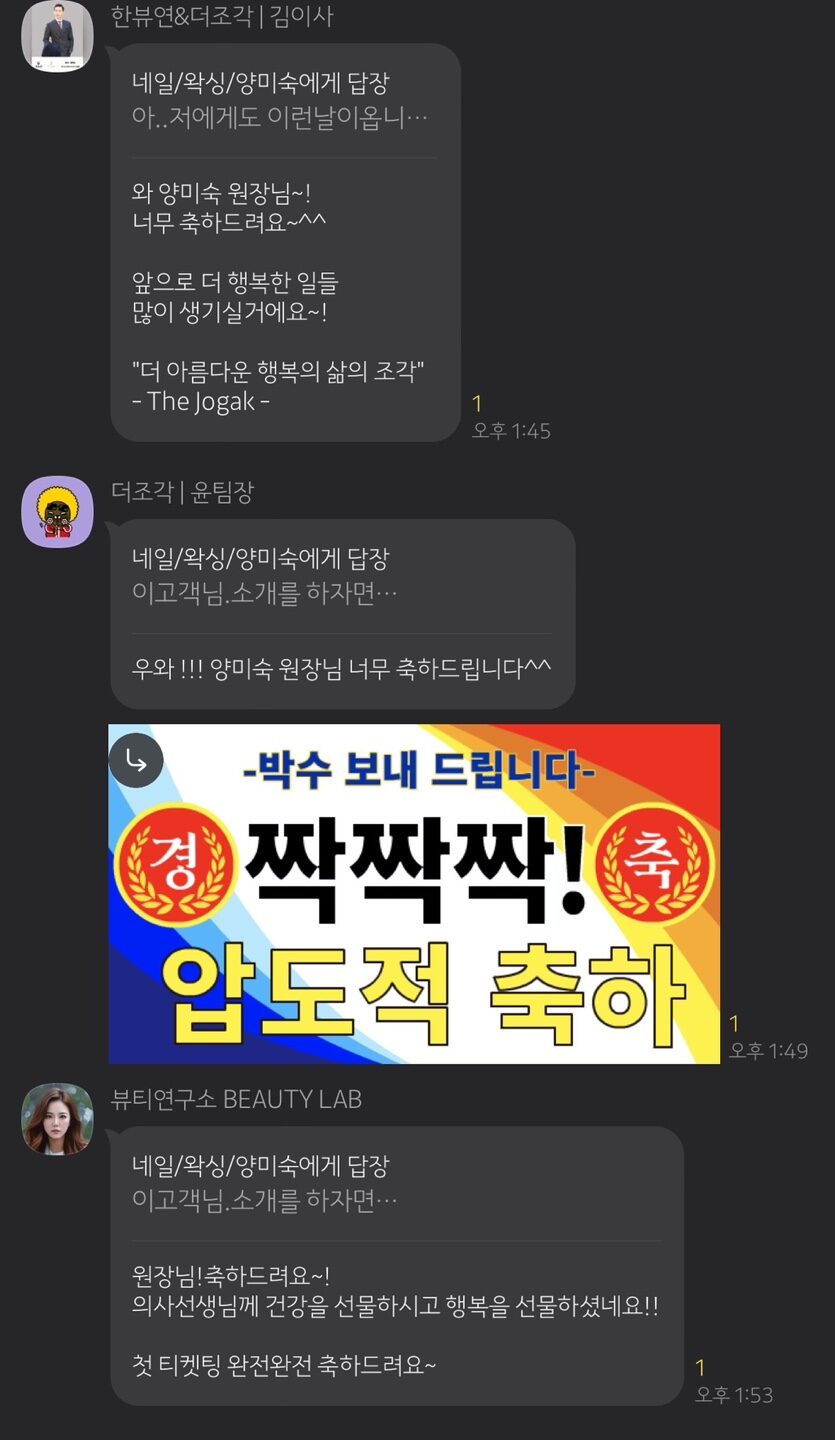 한뷰연&더조각 | 김이사
네일/왁싱/양미숙에게 답장
아..저에게도 이런날이옵니…
와 양미숙 원장님~!
너무 축하드려요~^^
앞으로 더 행복한 일들
많이 생기실거에요~!
"더 아름다운 행복의 삶의 조각"
- The Jogak -
1
오후 1:45
더조각 | 윤팀장
네일/왁싱/양미숙에게 답장
이고객님.소개를 하자면…
우와 !!! 양미숙 원장님 너무 축하드립니다^^
-박수 보내 드립니다-
경 짝짝짝! 축
압도적 축하
1
오후 1:49
뷰티연구소 BEAUTY LAB
네일/왁싱/양미숙에게 답장
이고객님.소개를 하자면…
원장님!축하드려요~!
의사선생님께 건강을 선물하시고 행복을 선물하셨네요!!
첫 티켓팅 완전완전 축하드려요~
1
오후 1:53